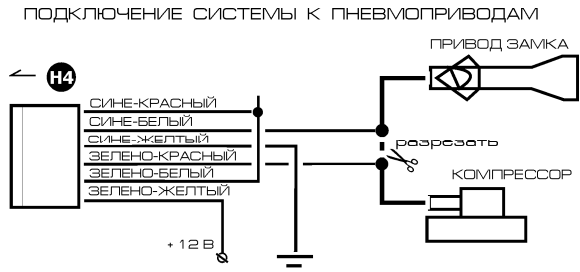 ПОДКЛЮЧЕНИЕ СИСТЕМЫ К ПНЕВМОПРИВОДАМ
ПРИВОД ЗАМКА
H4
СИНЕ-КРАСНЫЙ
СИНЕ-БЕЛЫЙ
СИНЕ-ЖЕЛТЫЙ
разрезать
ЗЕЛЕНО-КРАСНЫЙ
ЗЕЛЕНО-БЕЛЫЙ
КОМПРЕССОР
ЗЕЛЕНО-ЖЕЛТЫЙ
+ 12 В